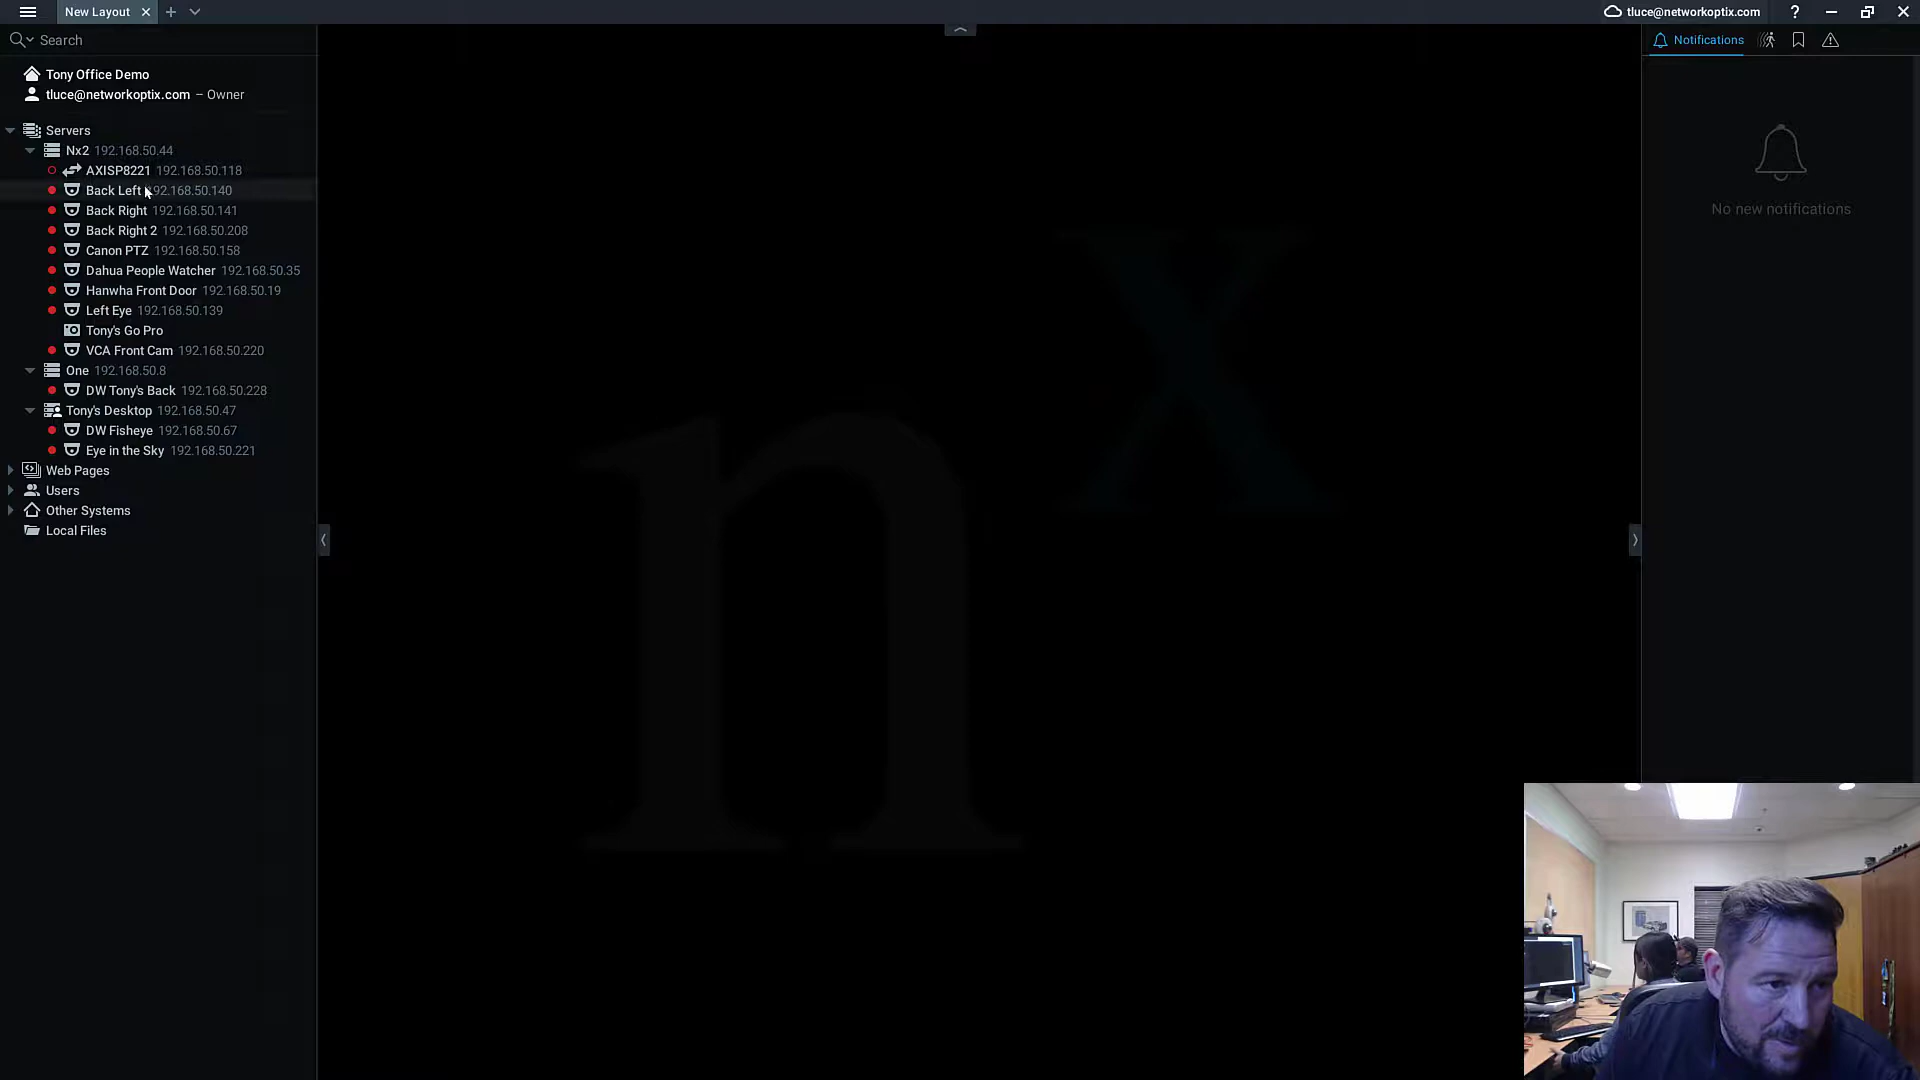 New Layout
tluce@networkoptix.com
?
Search
Notifications
Tony Office Demo
tluce@networkoptix.com – Owner
Servers
Nx2 192.168.50.44
AXISP8221 192.168.50.118
Back Left 192.168.50.140
Back Right 192.168.50.141
Back Right 2 192.168.50.208
Canon PTZ 192.168.50.158
Dahua People Watcher 192.168.50.35
Hanwha Front Door 192.168.50.19
Left Eye 192.168.50.139
Tony's Go Pro
VCA Front Cam 192.168.50.220
One 192.168.50.8
DW Tony's Back 192.168.50.228
Tony's Desktop 192.168.50.47
DW Fisheye 192.168.50.67
Eye in the Sky 192.168.50.221
Web Pages
Users
Other Systems
Local Files
No new notifications
nx